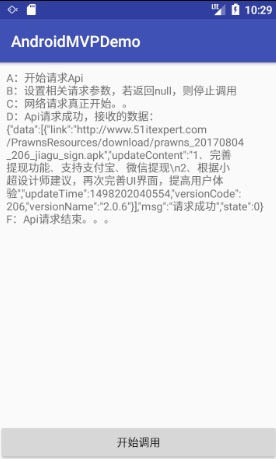 LTE 10:29
AndroidMVPDemo
A：开始请求Api
B：设置相关请求参数，若返回null，则停止调用
C：网络请求真正开始。。
D：Api请求成功，接收的数据：
{"data":[{"link":"http://www.51itexpert.com
/PrawnsResources/download/prawns_20170804
_206_jiagu_sign.apk","updateContent":"1、完善
提现功能、支持支付宝、微信提现\n2、根据小
超设计师建议，再次完善UI界面，提高用户体
验","updateTime":1498202040554,"versionCode":
206,"versionName":"2.0.6"}],"msg":"请求成功","state":0}
F：Api请求结束。。。
开始调用